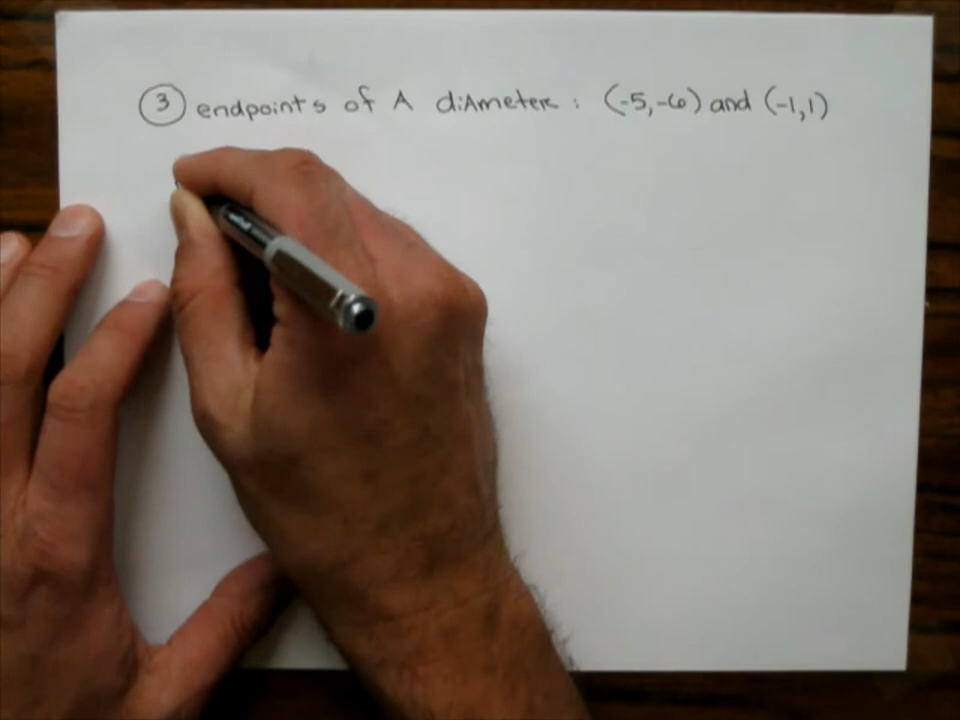 ③ endpoints of A diAmeter : (-5,-6) and (-1,1)